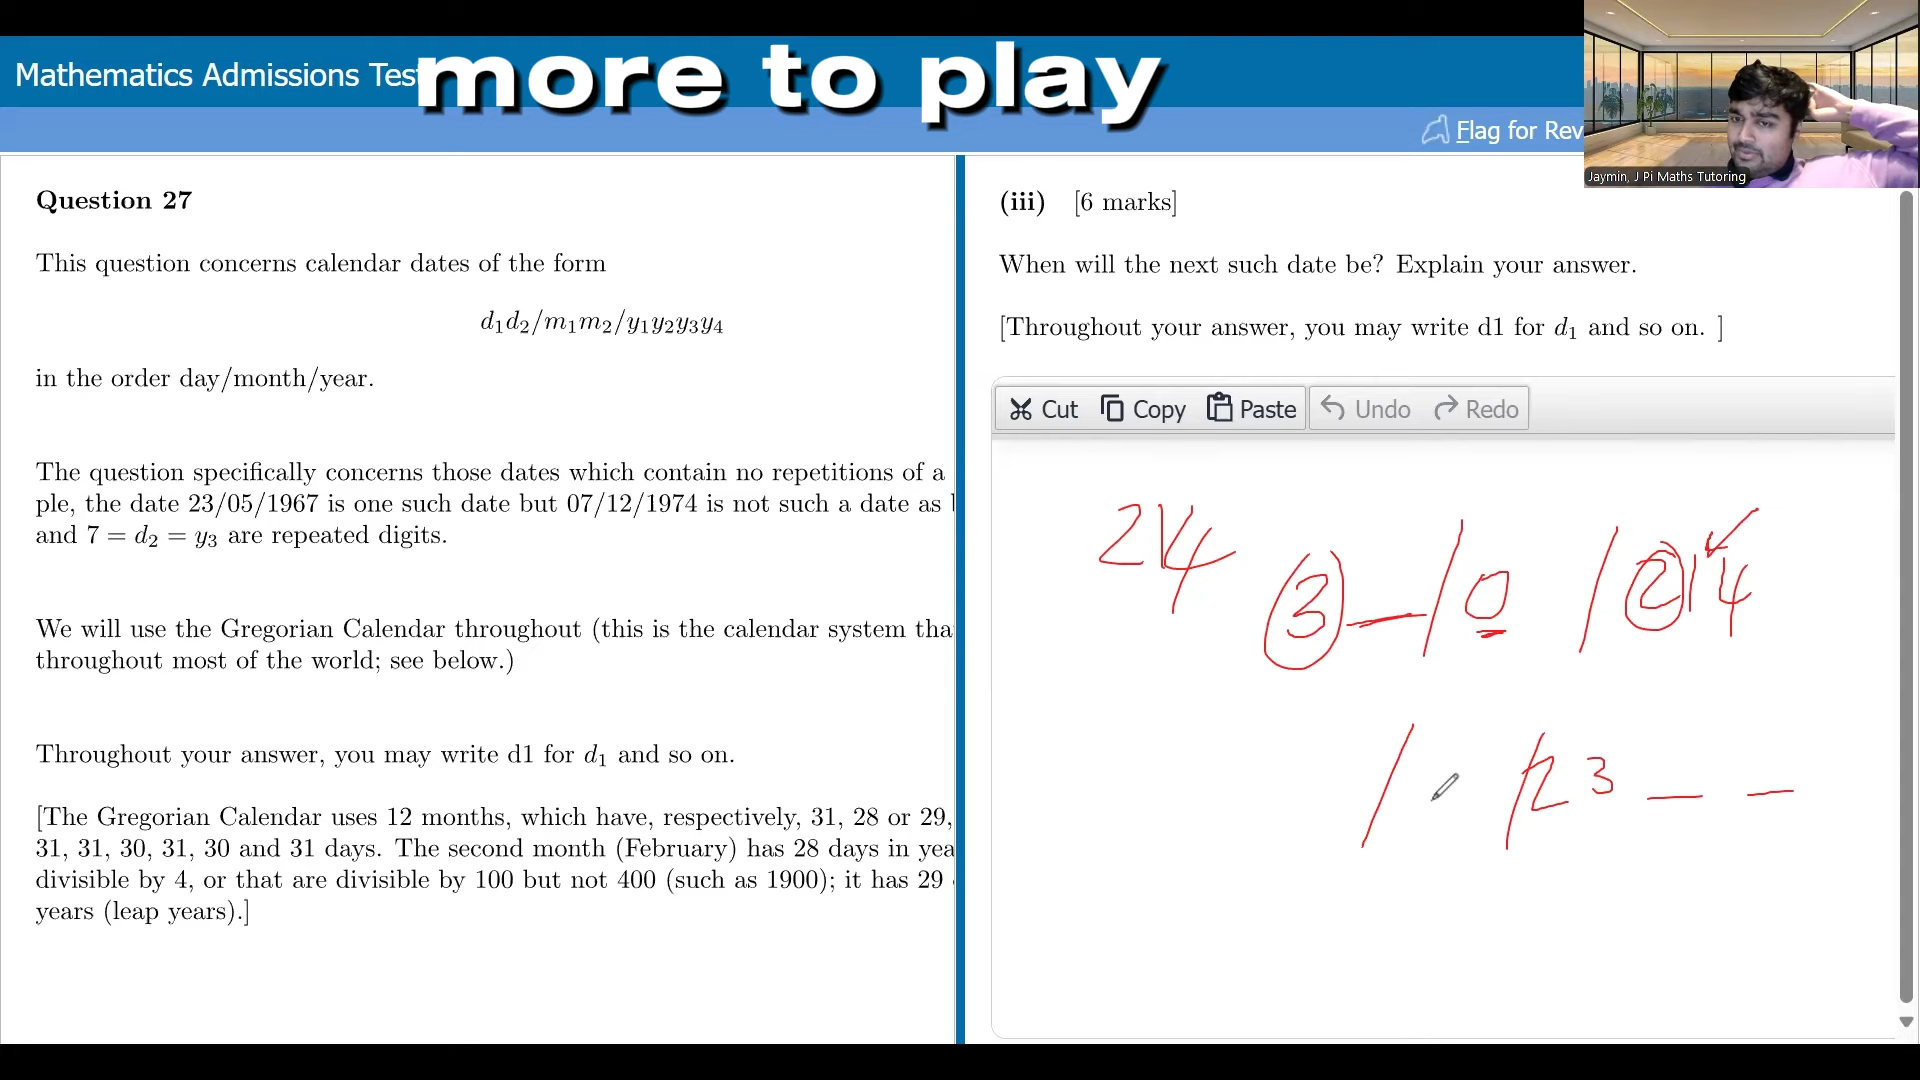 Mathematics Admissions Test
more to play
Flag for Rev
Jaymin, J Pi Maths Tutoring
Question 27
This question concerns calendar dates of the form
d₁d₂/m₁m₂/y₁y₂y₃y₄
in the order day/month/year.
The question specifically concerns those dates which contain no repetitions of a
ple, the date 23/05/1967 is one such date but 07/12/1974 is not such a date as
and 7 = d₂ = y₃ are repeated digits.
We will use the Gregorian Calendar throughout (this is the calendar system tha
throughout most of the world; see below.)
Throughout your answer, you may write d1 for d₁ and so on.
[The Gregorian Calendar uses 12 months, which have, respectively, 31, 28 or 29,
31, 31, 30, 31, 30 and 31 days. The second month (February) has 28 days in yea
divisible by 4, or that are divisible by 100 but not 400 (such as 1900); it has 29
years (leap years).]
(iii) [6 marks]
When will the next such date be? Explain your answer.
[Throughout your answer, you may write d1 for d₁ and so on. ]
Cut Copy Paste Undo Redo
214
3_/0 /214
/ /23_ _